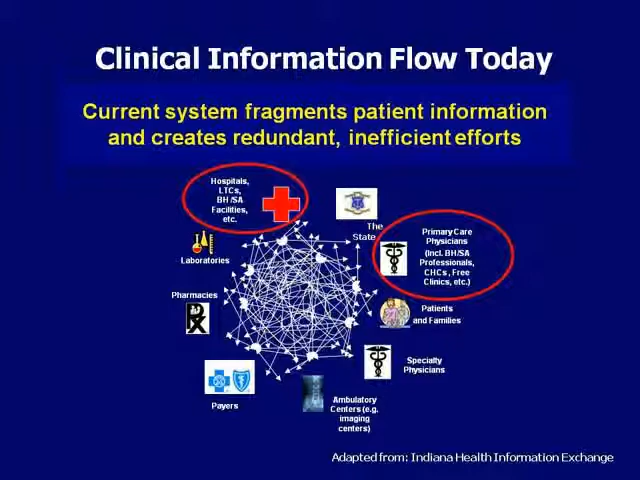 Clinical Information Flow Today
Current system fragments patient information
and creates redundant, inefficient efforts
Hospitals,
LTCs,
BH /SA
Facilities,
etc.
The
State
Primary Care
Physicians
(Incl. BH/SA
Professionals,
CHCs, Free
Clinics, etc.)
Laboratories
Pharmacies
Patients
and Families
Specialty
Physicians
Payers
Ambulatory
Centers (e.g.
imaging
centers)
Adapted from: Indiana Health Information Exchange